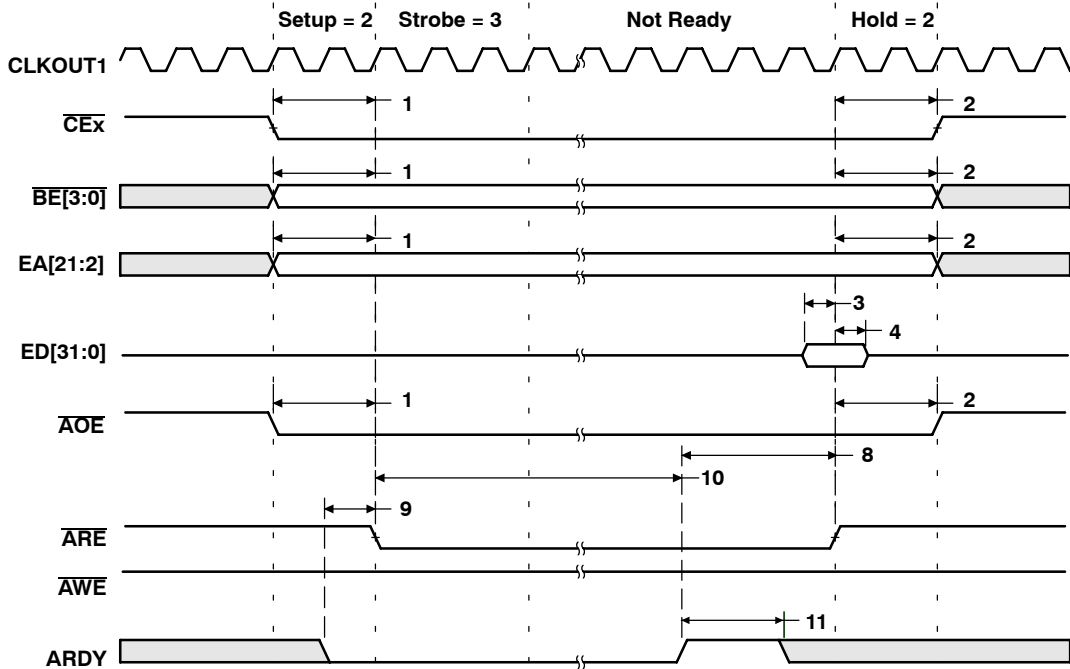 Setup = 2 Strobe = 3 Not Ready Hold = 2
CLKOUT1
CEx 1 2
BE[3:0] 1 2
EA[21:2] 1 2
3
4
ED[31:0]
AOE 1 2
8
10
9
ARE
AWE
11
ARDY